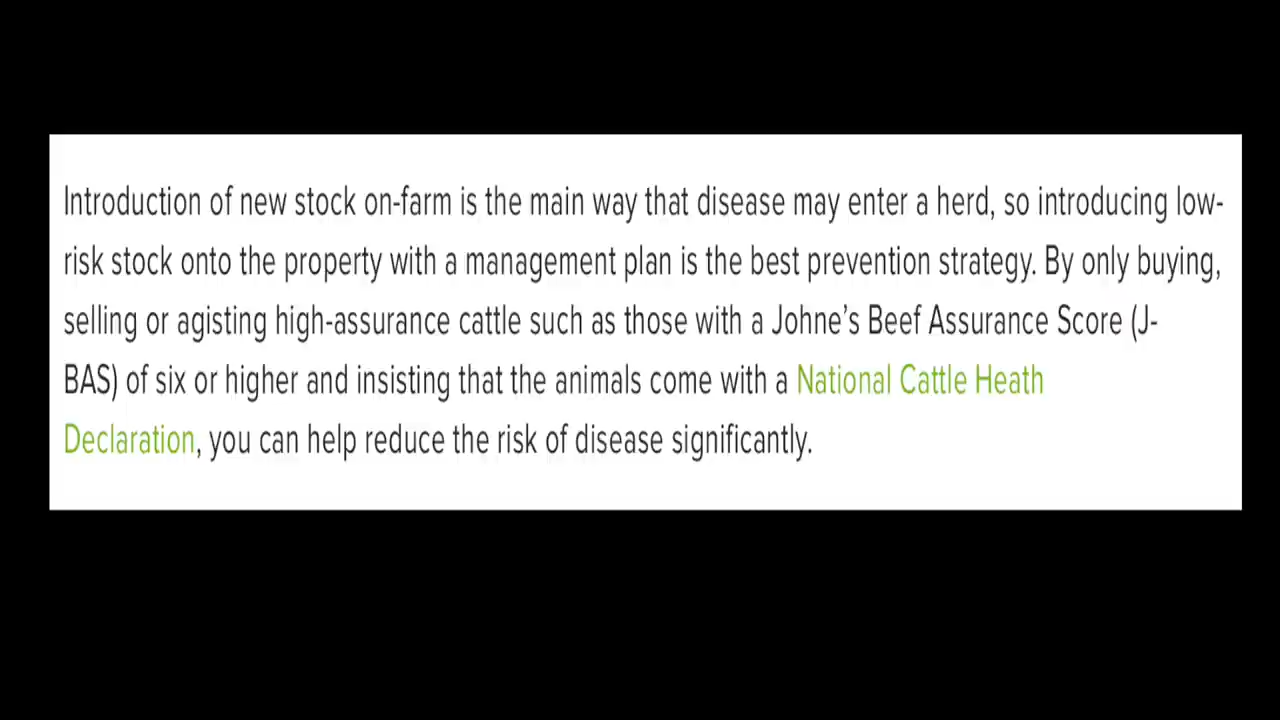 Introduction of new stock on-farm is the main way that disease may enter a herd, so introducing low-
risk stock onto the property with a management plan is the best prevention strategy. By only buying,
selling or agisting high-assurance cattle such as those with a Johne’s Beef Assurance Score (J-
BAS) of six or higher and insisting that the animals come with a National Cattle Heath
Declaration, you can help reduce the risk of disease significantly.